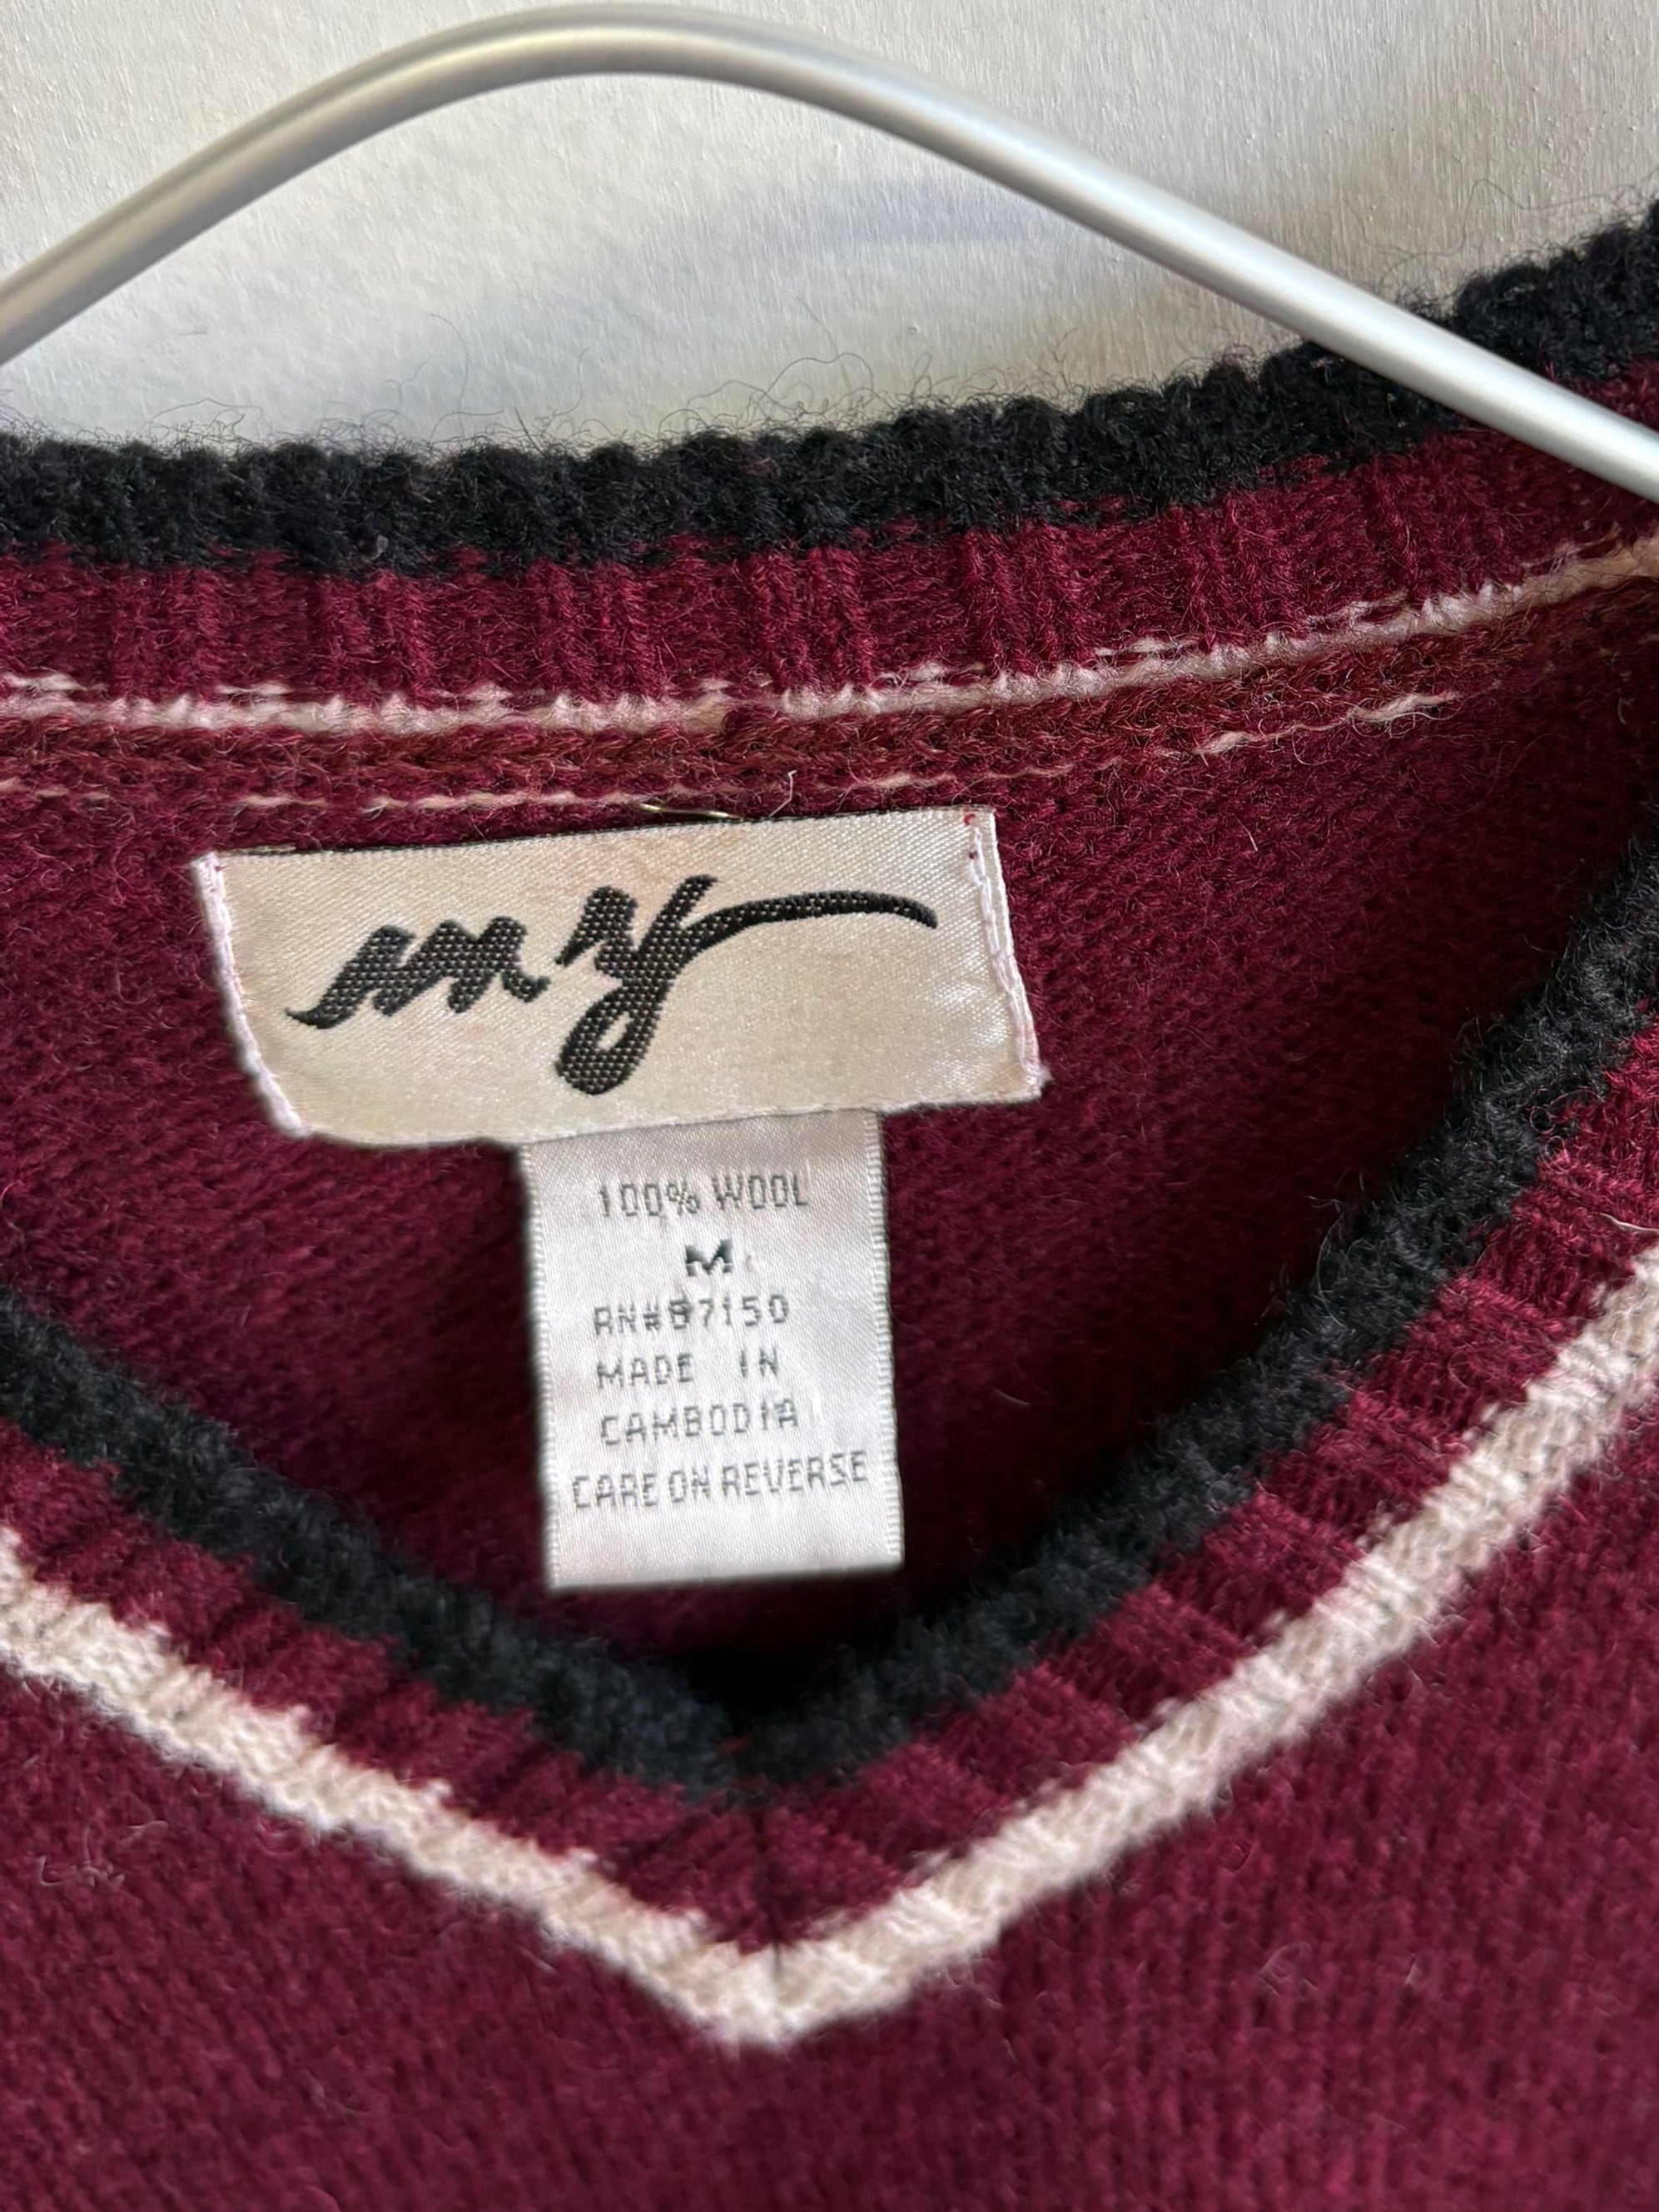 my
100% WOOL
M
RN#87150
MADE IN
CAMBODIA
CARE ON REVERSE